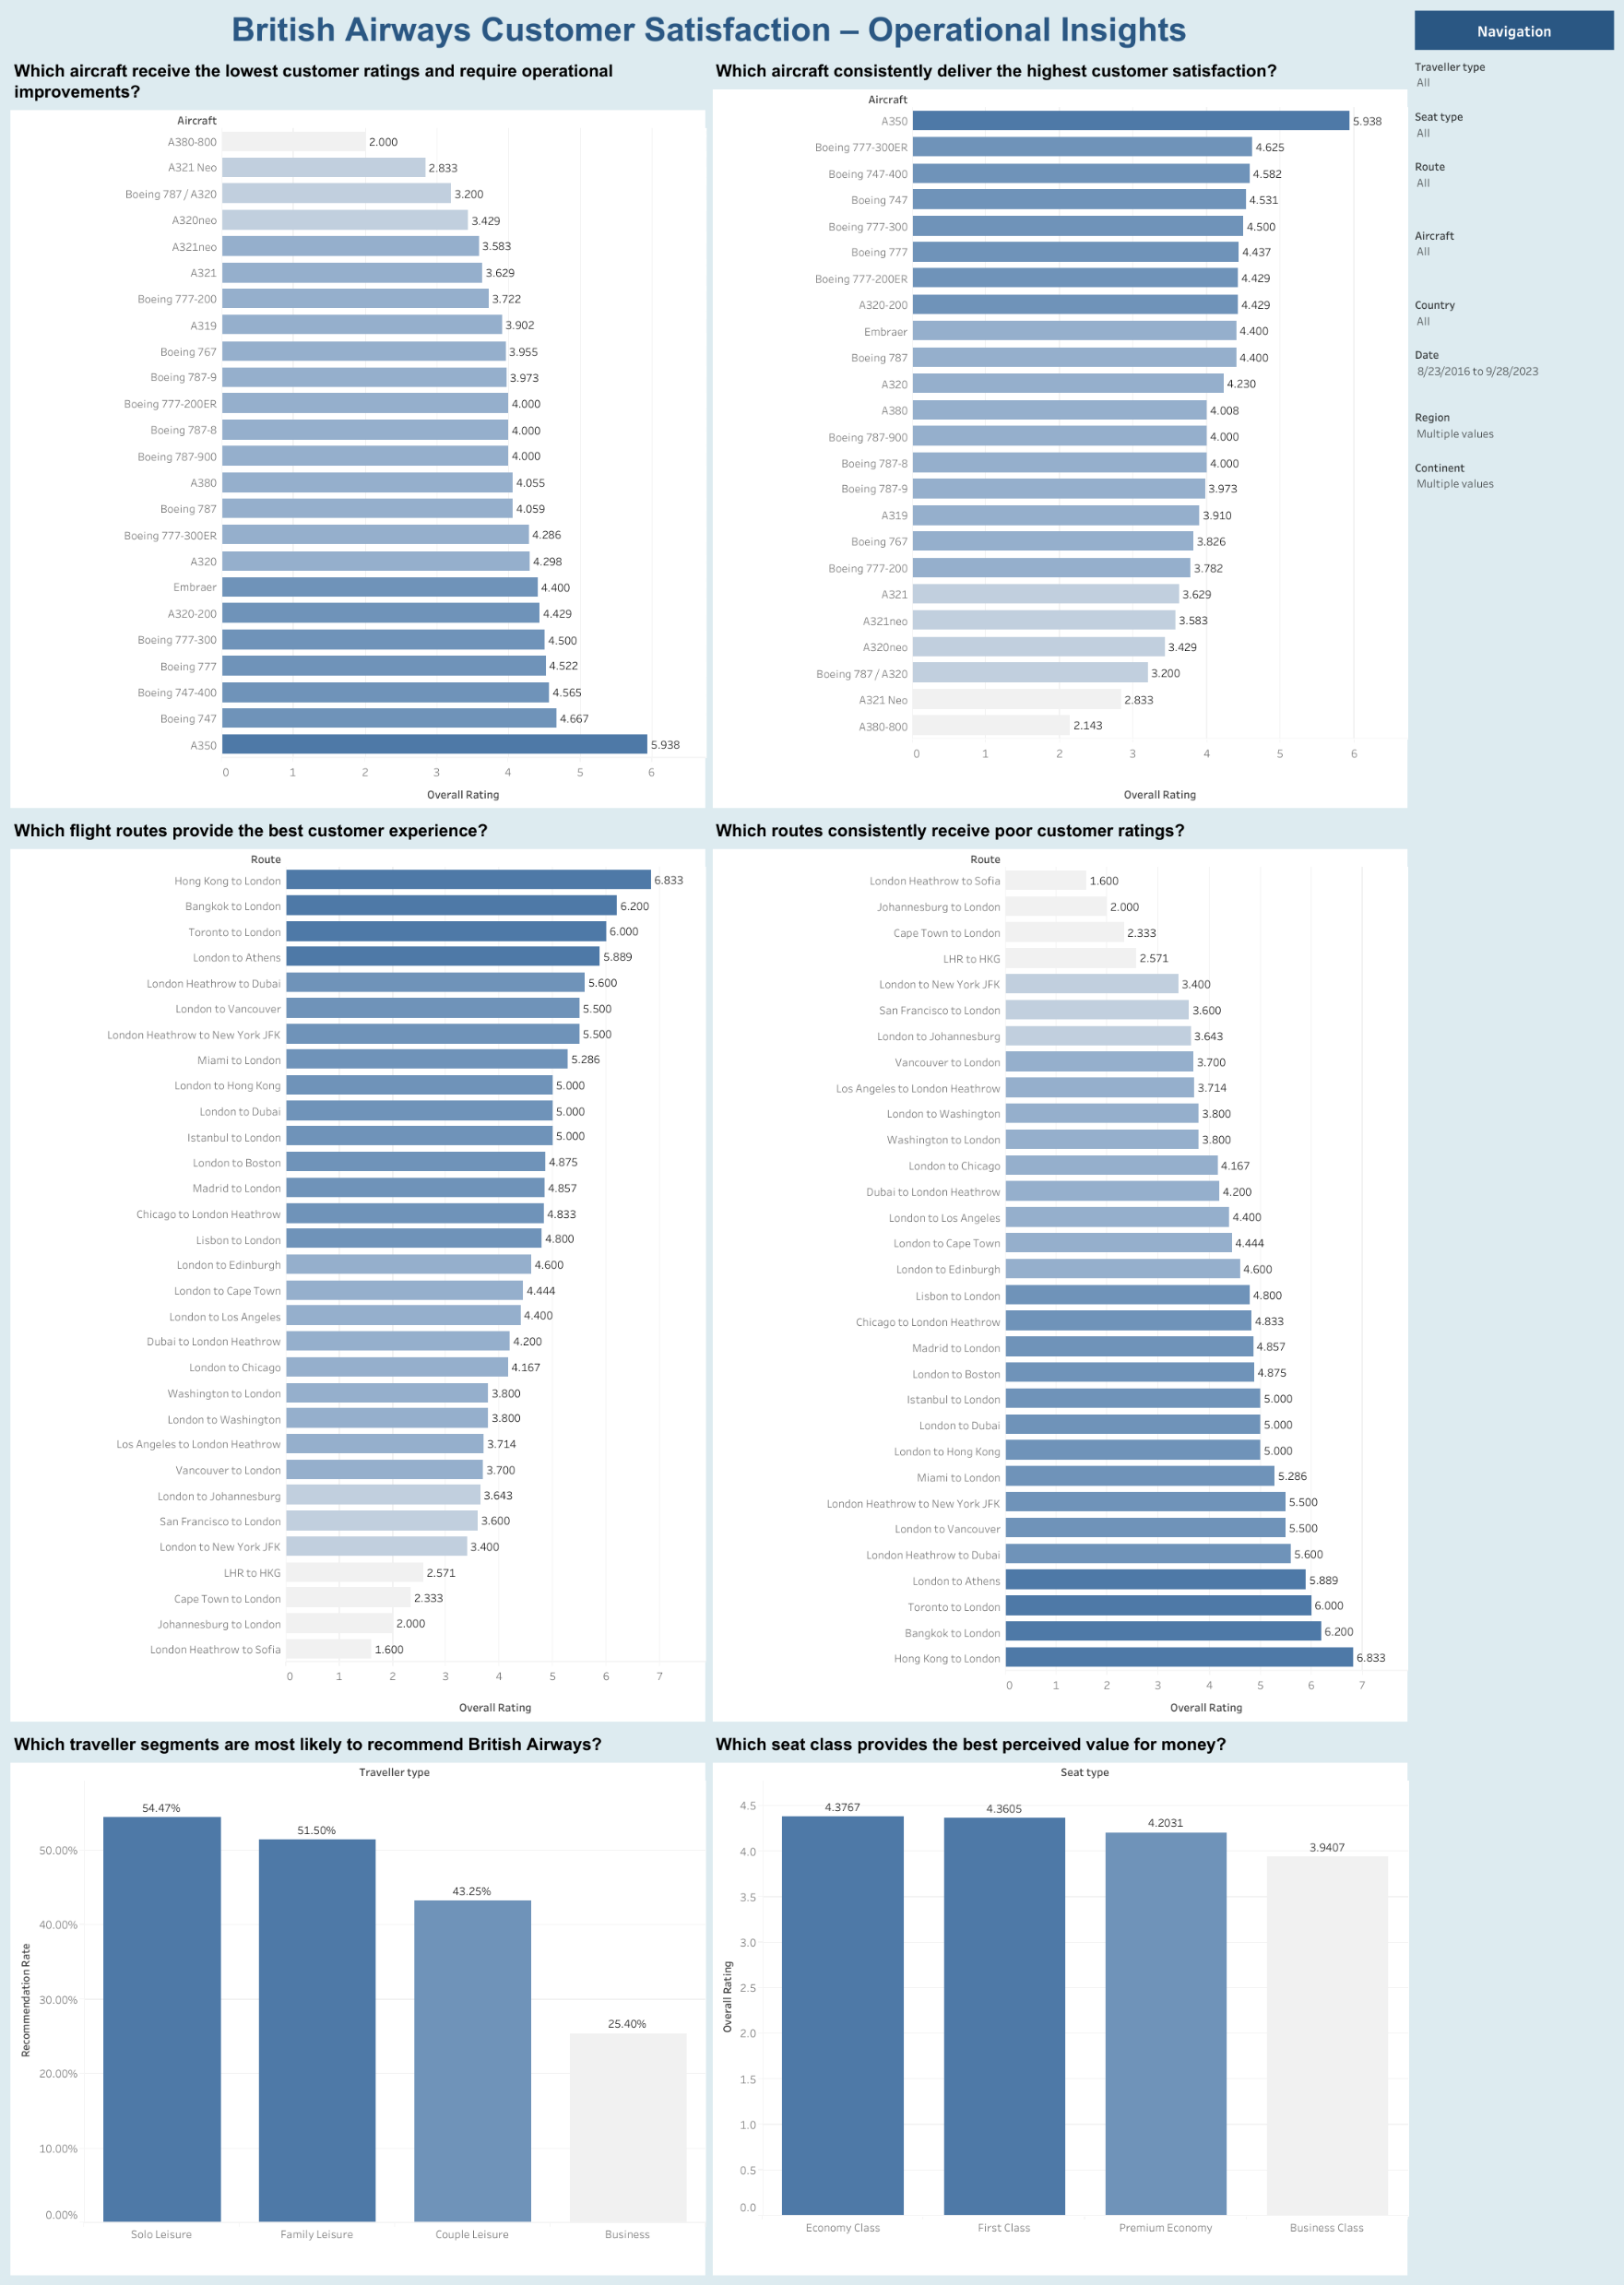 British Airways Customer Satisfaction – Operational Insights
Navigation
Traveller type
All
Seat type
All
Route
All
Aircraft
All
Country
All
Date
8/23/2016 to 9/28/2023
Region
Multiple values
Continent
Multiple values
Which aircraft receive the lowest customer ratings and require operational
improvements?
Aircraft
A380-800 2.000
A321 Neo 2.833
Boeing 787 / A320 3.200
A320neo 3.429
A321neo 3.583
A321 3.629
Boeing 777-200 3.722
A319 3.902
Boeing 767 3.955
Boeing 787-9 3.973
Boeing 777-200ER 4.000
Boeing 787-8 4.000
Boeing 787-900 4.000
A380 4.055
Boeing 787 4.059
Boeing 777-300ER 4.286
A320 4.298
Embraer 4.400
A320-200 4.429
Boeing 777-300 4.500
Boeing 777 4.522
Boeing 747-400 4.565
Boeing 747 4.667
A350 5.938
0 1 2 3 4 5 6
Overall Rating
Which aircraft consistently deliver the highest customer satisfaction?
Aircraft
A350 5.938
Boeing 777-300ER 4.625
Boeing 747-400 4.582
Boeing 747 4.531
Boeing 777-300 4.500
Boeing 777 4.437
Boeing 777-200ER 4.429
A320-200 4.429
Embraer 4.400
Boeing 787 4.400
A320 4.230
A380 4.008
Boeing 787-900 4.000
Boeing 787-8 4.000
Boeing 787-9 3.973
A319 3.910
Boeing 767 3.826
Boeing 777-200 3.782
A321 3.629
A321neo 3.583
A320neo 3.429
Boeing 787 / A320 3.200
A321 Neo 2.833
A380-800 2.143
0 1 2 3 4 5 6
Overall Rating
Which flight routes provide the best customer experience?
Route
Hong Kong to London 6.833
Bangkok to London 6.200
Toronto to London 6.000
London to Athens 5.889
London Heathrow to Dubai 5.600
London to Vancouver 5.500
London Heathrow to New York JFK 5.500
Miami to London 5.286
London to Hong Kong 5.000
London to Dubai 5.000
Istanbul to London 5.000
London to Boston 4.875
Madrid to London 4.857
Chicago to London Heathrow 4.833
Lisbon to London 4.800
London to Edinburgh 4.600
London to Cape Town 4.444
London to Los Angeles 4.400
Dubai to London Heathrow 4.200
London to Chicago 4.167
Washington to London 3.800
London to Washington 3.800
Los Angeles to London Heathrow 3.714
Vancouver to London 3.700
London to Johannesburg 3.643
San Francisco to London 3.600
London to New York JFK 3.400
LHR to HKG 2.571
Cape Town to London 2.333
Johannesburg to London 2.000
London Heathrow to Sofia 1.600
0 1 2 3 4 5 6 7
Overall Rating
Which routes consistently receive poor customer ratings?
Route
London Heathrow to Sofia 1.600
Johannesburg to London 2.000
Cape Town to London 2.333
LHR to HKG 2.571
London to New York JFK 3.400
San Francisco to London 3.600
London to Johannesburg 3.643
Vancouver to London 3.700
Los Angeles to London Heathrow 3.714
London to Washington 3.800
Washington to London 3.800
London to Chicago 4.167
Dubai to London Heathrow 4.200
London to Los Angeles 4.400
London to Cape Town 4.444
London to Edinburgh 4.600
Lisbon to London 4.800
Chicago to London Heathrow 4.833
Madrid to London 4.857
London to Boston 4.875
Istanbul to London 5.000
London to Dubai 5.000
London to Hong Kong 5.000
Miami to London 5.286
London Heathrow to New York JFK 5.500
London to Vancouver 5.500
London Heathrow to Dubai 5.600
London to Athens 5.889
Toronto to London 6.000
Bangkok to London 6.200
Hong Kong to London 6.833
0 1 2 3 4 5 6 7
Overall Rating
Which traveller segments are most likely to recommend British Airways?
Traveller type
54.47%
51.50%
43.25%
25.40%
50.00%
40.00%
30.00%
20.00%
10.00%
0.00%
Recommendation Rate
Solo Leisure Family Leisure Couple Leisure Business
Which seat class provides the best perceived value for money?
Seat type
4.3767
4.3605
4.2031
3.9407
4.5
4.0
3.5
3.0
2.5
2.0
1.5
1.0
0.5
0.0
Overall Rating
Economy Class First Class Premium Economy Business Class